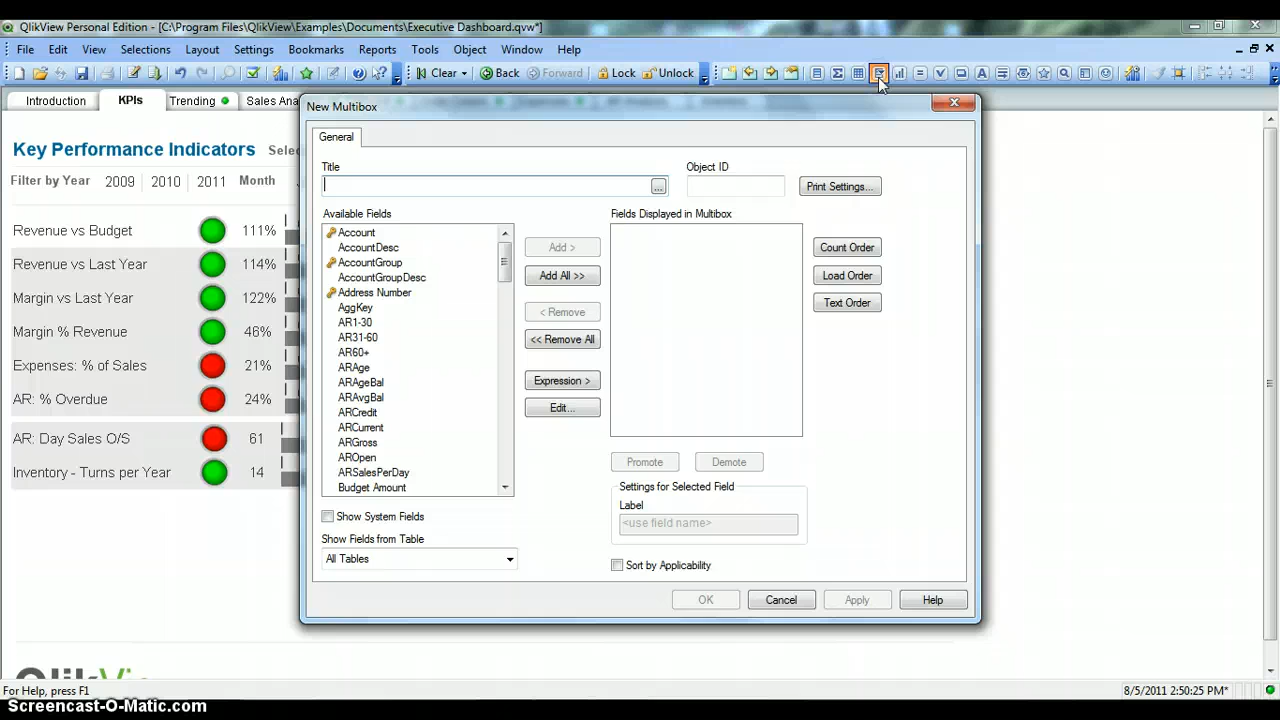 QlikView Personal Edition - [C:\Program Files\QlikView\Examples\Documents\Executive Dashboard.qvw*]
File Edit View Selections Layout Settings Bookmarks Reports Tools Object Window Help
Clear Back Forward Lock Unlock
Introduction KPIs Trending Sales Ana
New Multibox
General
Key Performance Indicators Selec
Filter by Year 2009 2010 2011 Month
Revenue vs Budget 111%
Revenue vs Last Year 114%
Margin vs Last Year 122%
Margin % Revenue 46%
Expenses: % of Sales 21%
AR: % Overdue 24%
AR: Day Sales O/S 61
Inventory - Turns per Year 14
Title
Object ID
...
Print Settings...
Available Fields
Account
AccountDesc
AccountGroup
AccountGroupDesc
Address Number
AggKey
AR1-30
AR31-60
AR60+
ARAge
ARAgeBal
ARAvgBal
ARCredit
ARCurrent
ARGross
AROpen
ARSalesPerDay
Budget Amount
Show System Fields
Show Fields from Table
All Tables
Add >
Add All >>
< Remove
<< Remove All
Expression >
Edit...
Fields Displayed in Multibox
Count Order
Load Order
Text Order
Promote Demote
Settings for Selected Field
Label
<use field name>
Sort by Applicability
OK Cancel Apply Help
QlikVie
For Help, press F1
8/5/2011 2:50:25 PM*
Screencast-O-Matic.com